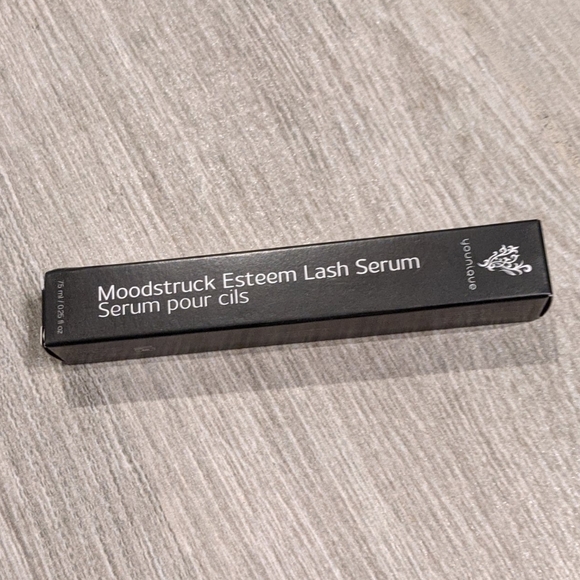 Moodstruck Esteem Lash Serum
Serum pour cils
younique